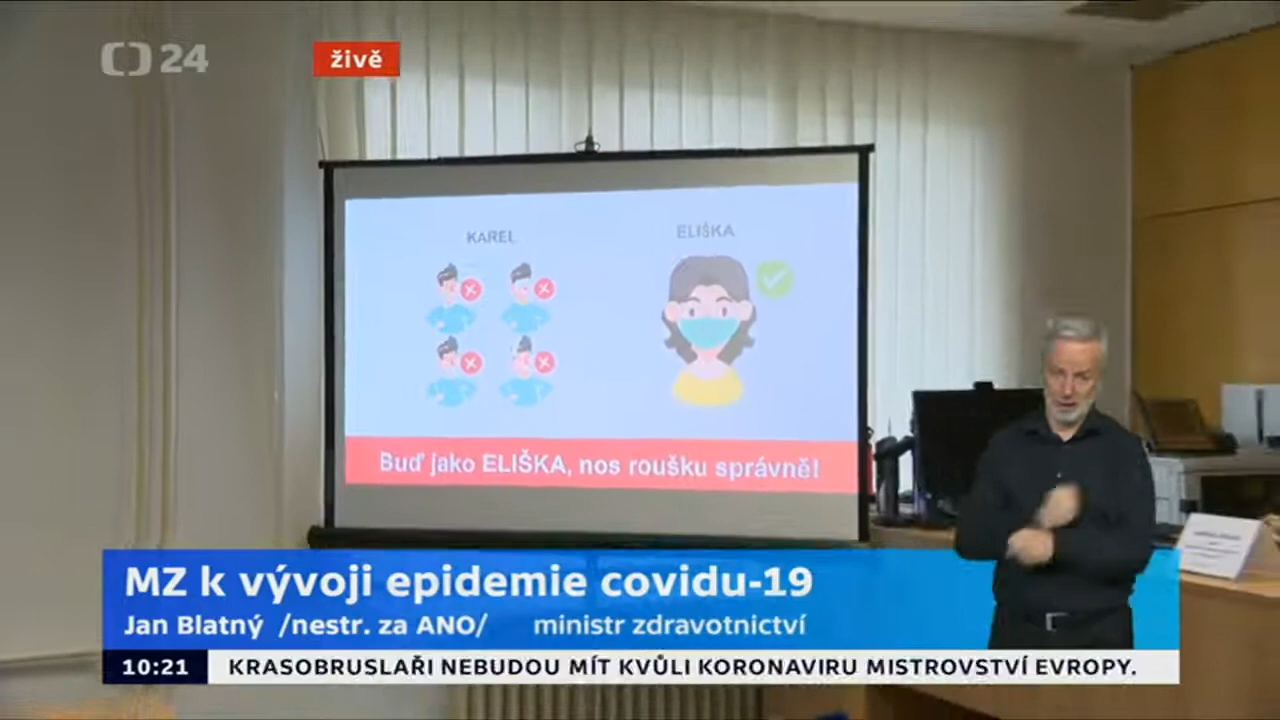 ČT24
živě
KAREL
ELIŠKA
Buď jako ELIŠKA, nos roušku správně!
MZ k vývoji epidemie covidu-19
Jan Blatný /nestr. za ANO/ ministr zdravotnictví
10:21 KRASOBRUSLAŘI NEBUDOU MÍT KVŮLI KORONAVIRU MISTROVSTVÍ EVROPY.